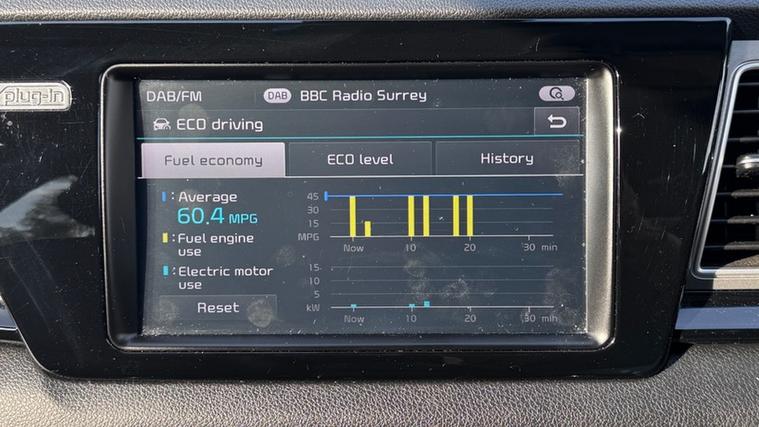 DAB/FM
DAB BBC Radio Surrey
plug-in
ECO driving
Fuel economy
ECO level
History
: Average
60.4 MPG
: Fuel engine
use
: Electric motor
use
Reset
45
30
15
MPG
Now 10 20 30 min
15
10
5
kW
Now 10 20 30 min